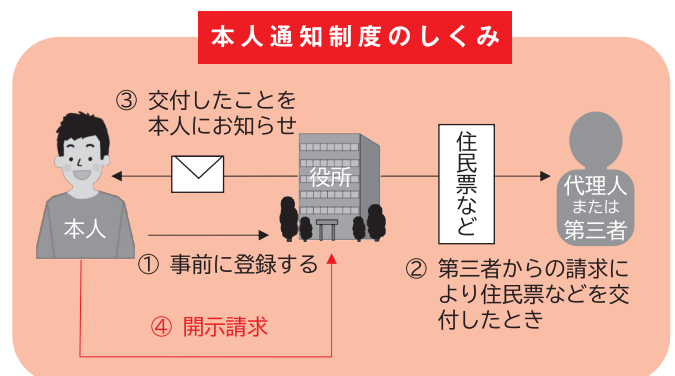 本人通知制度のしくみ
③ 交付したことを
本人にお知らせ
役所
住民票など
代理人
または
第三者
本人
① 事前に登録する
② 第三者からの請求に
より住民票などを交
付したとき
④ 開示請求